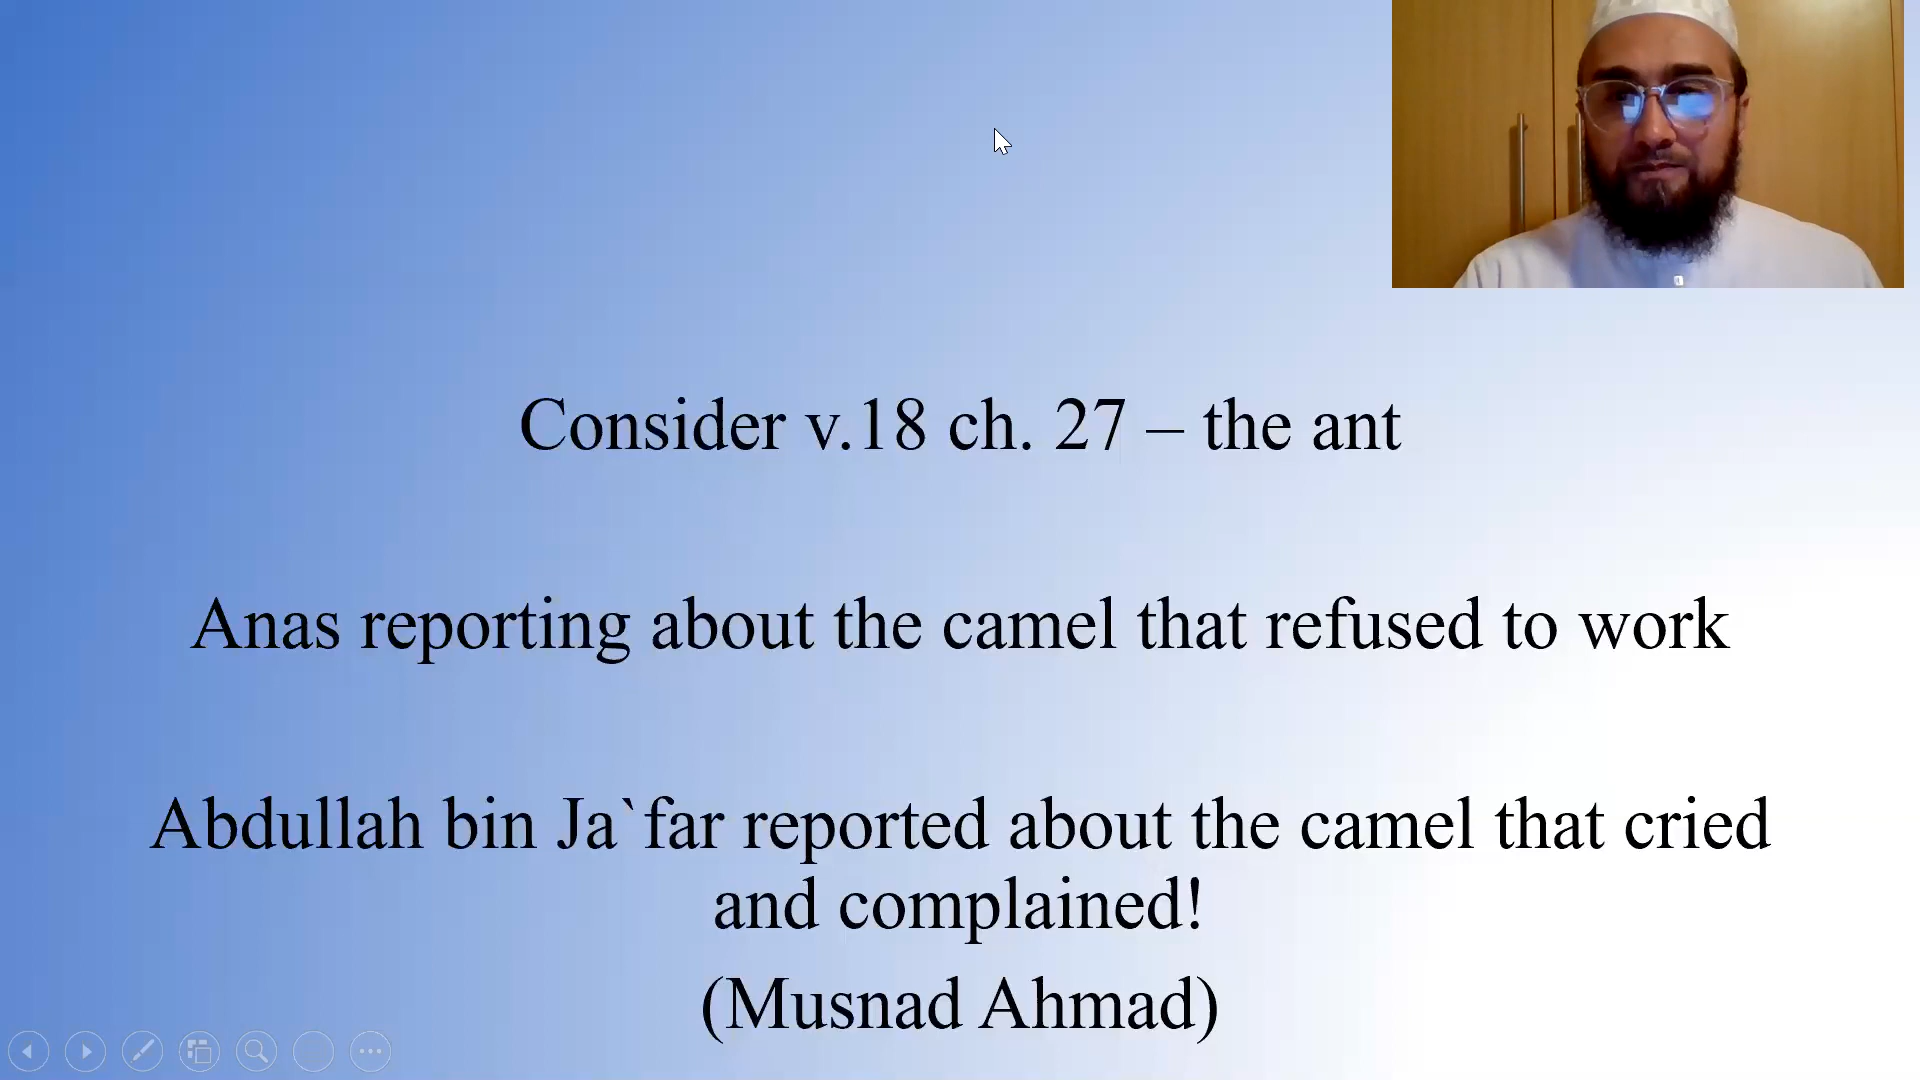 Consider v.18 ch. 27 – the ant
Anas reporting about the camel that refused to work
Abdullah bin Ja`far reported about the camel that cried
and complained!
(Musnad Ahmad)